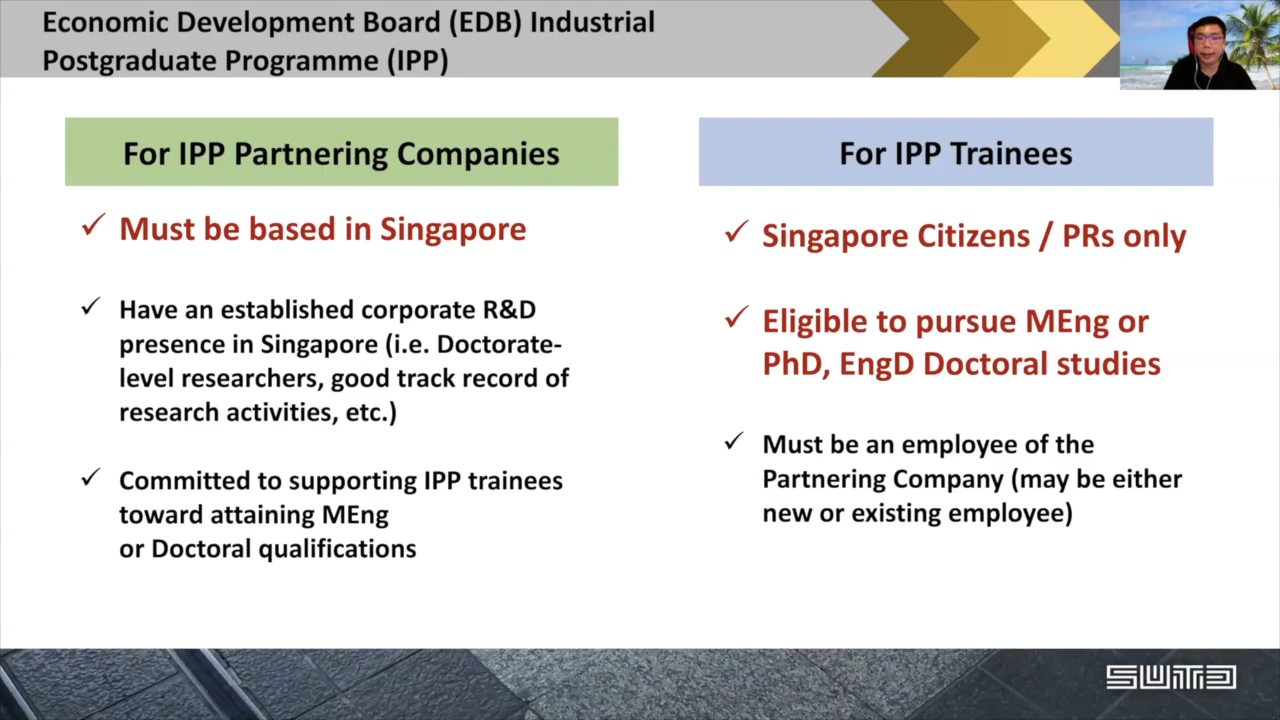 Economic Development Board (EDB) Industrial
Postgraduate Programme (IPP)
For IPP Partnering Companies
✓ Must be based in Singapore
✓ Have an established corporate R&D
presence in Singapore (i.e. Doctorate-
level researchers, good track record of
research activities, etc.)
✓ Committed to supporting IPP trainees
toward attaining MEng
or Doctoral qualifications
For IPP Trainees
✓ Singapore Citizens / PRs only
✓ Eligible to pursue MEng or
PhD, EngD Doctoral studies
✓ Must be an employee of the
Partnering Company (may be either
new or existing employee)
SUTD